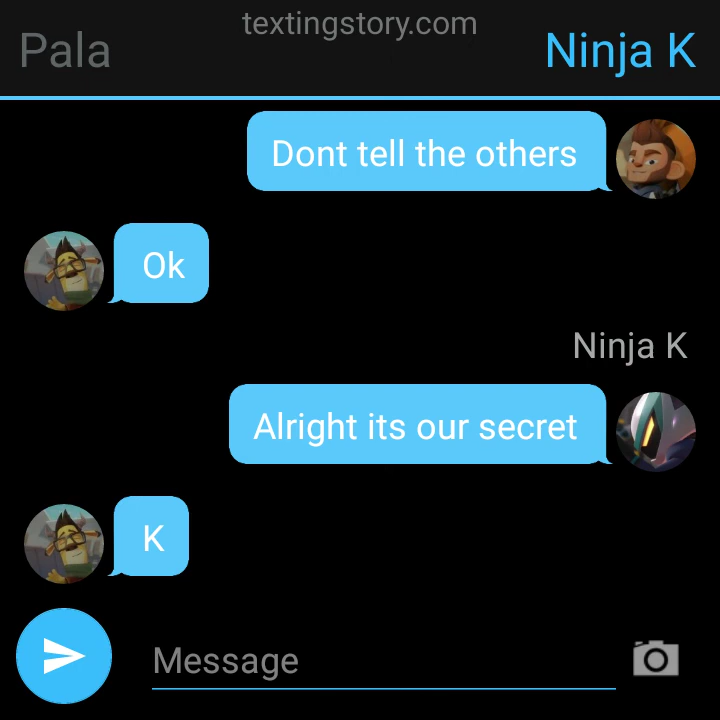 textingstory.com
Pala
Ninja K
Dont tell the others
Ok
Ninja K
Alright its our secret
K
Message